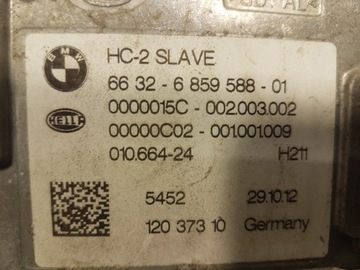 BMW
HC-2 SLAVE
66 32 - 6 859 588 - 01
0000015C - 002.003.002
HELLA
00000C02 - 001.001.009
010.664-24 H211
5452 29.10.12
120 373 10 Germany